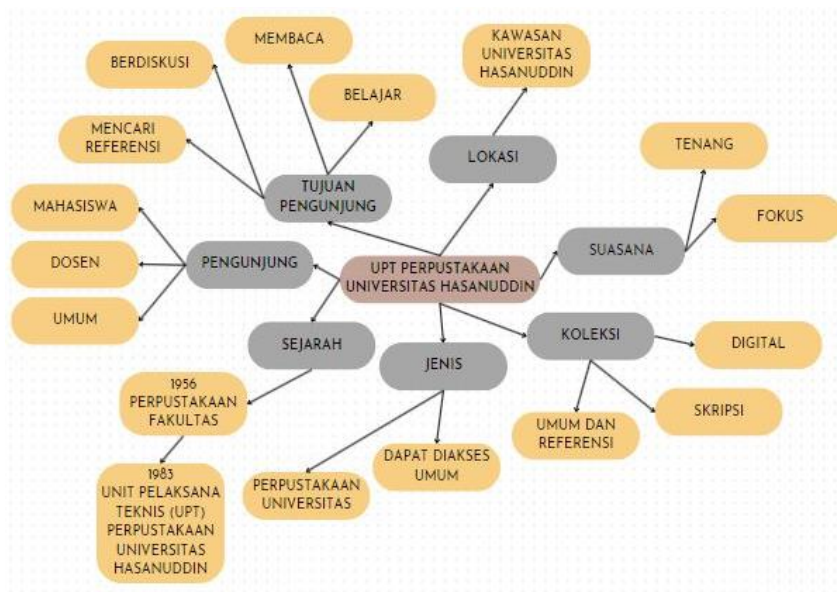 MEMBACA
KAWASAN
UNIVERSITAS
HASANUDDIN
BERDISKUSI
BELAJAR
MENCARI
REFERENSI
LOKASI
TENANG
TUJUAN
PENGUNJUNG
MAHASISWA
FOKUS
SUASANA
DOSEN
PENGUNJUNG
UPT PERPUSTAKAAN
UNIVERSITAS HASANUDDIN
UMUM
SEJARAH
KOLEKSI
DIGITAL
JENIS
1956
PERPUSTAKAAN
FAKULTAS
SKRIPSI
UMUM DAN
REFERENSI
DAPAT DIAKSES
UMUM
PERPUSTAKAAN
UNIVERSITAS
1983
UNIT PELAKSANA
TEKNIS (UPT)
PERPUSTAKAAN
UNIVERSITAS
HASANUDDIN